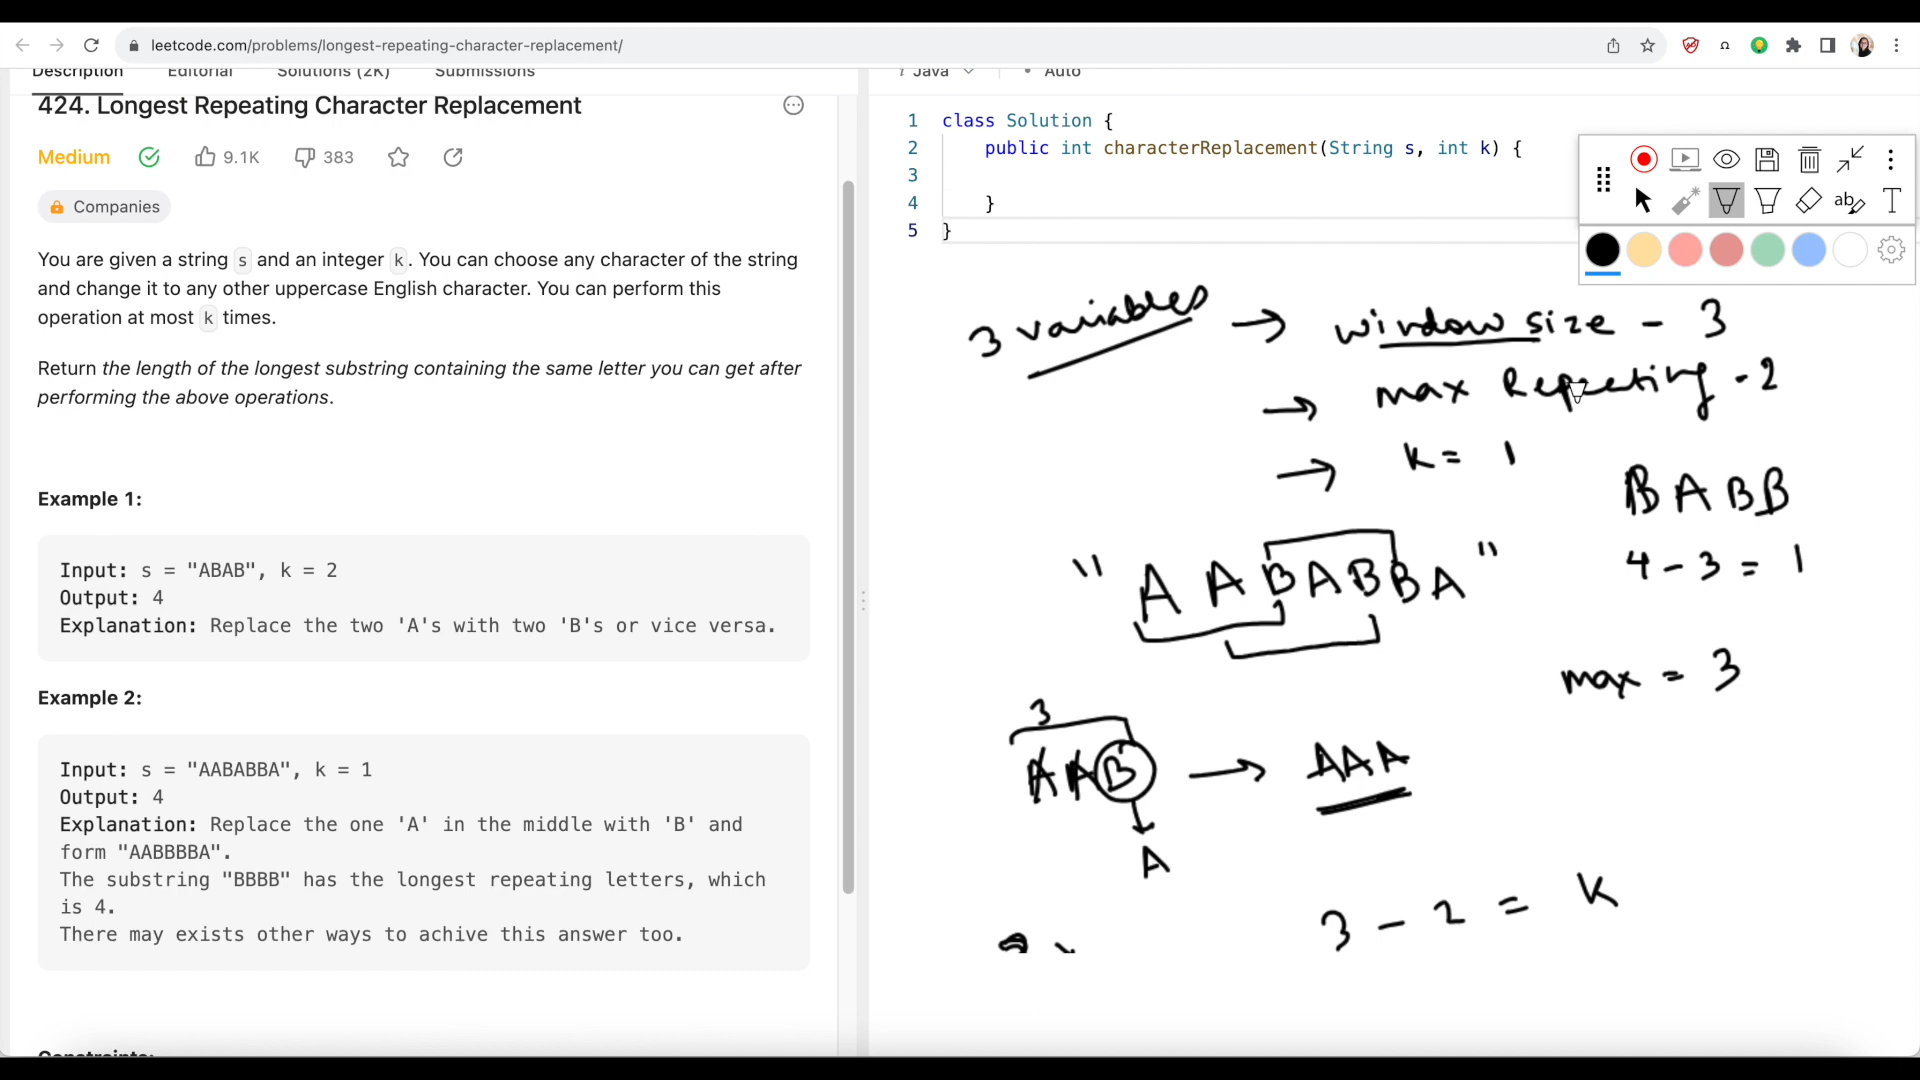 leetcode.com/problems/longest-repeating-character-replacement/
Description Editorial Solutions (2K) Submissions
424. Longest Repeating Character Replacement
Medium 9.1K 383
Companies
You are given a string s and an integer k. You can choose any character of the string
and change it to any other uppercase English character. You can perform this
operation at most k times.
Return the length of the longest substring containing the same letter you can get after
performing the above operations.
Example 1:
Input: s = "ABAB", k = 2
Output: 4
Explanation: Replace the two 'A's with two 'B's or vice versa.
Example 2:
Input: s = "AABABBA", k = 1
Output: 4
Explanation: Replace the one 'A' in the middle with 'B' and
form "AABBBBA".
The substring "BBBB" has the longest repeating letters, which
is 4.
There may exists other ways to achive this answer too.
Constraints:
i Java • Auto
1 class Solution {
2 public int characterReplacement(String s, int k) {
3
4 }
5 }
ab
T
3 variables → window size - 3
→ max Repeating - 2
→ k = 1
B A B B
4 - 3 = 1
" A A B A B B A "
max = 3
3
A A B → AAA
A
3 - 2 = k